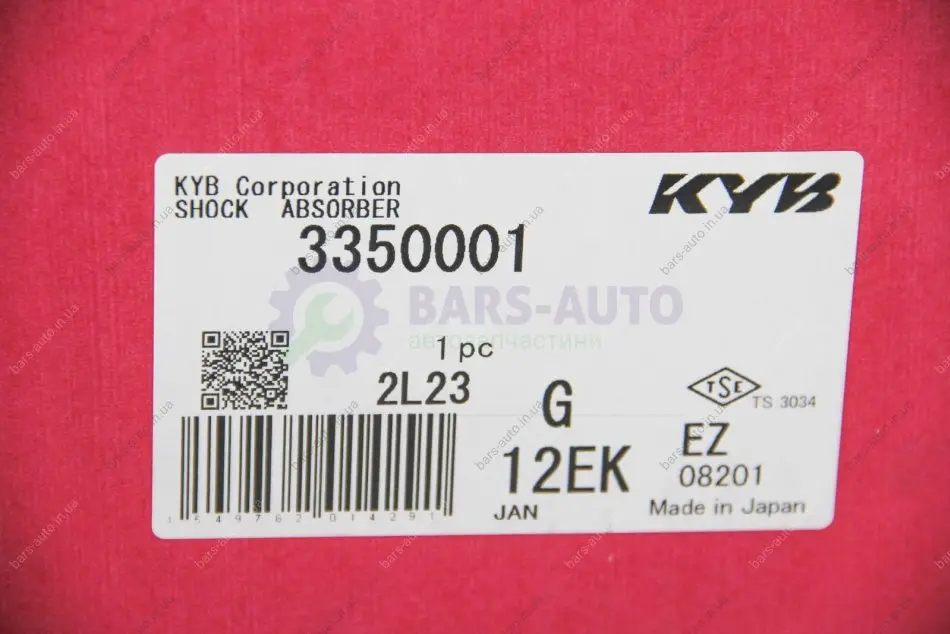 KYB Corporation
SHOCK ABSORBER
KYB
3350001
BARS-AUTO
автозапчастини
1 pc
2L23
G
TSE
TS 3034
12EK
EZ
08201
JAN
Made in Japan
bars-auto.in.ua